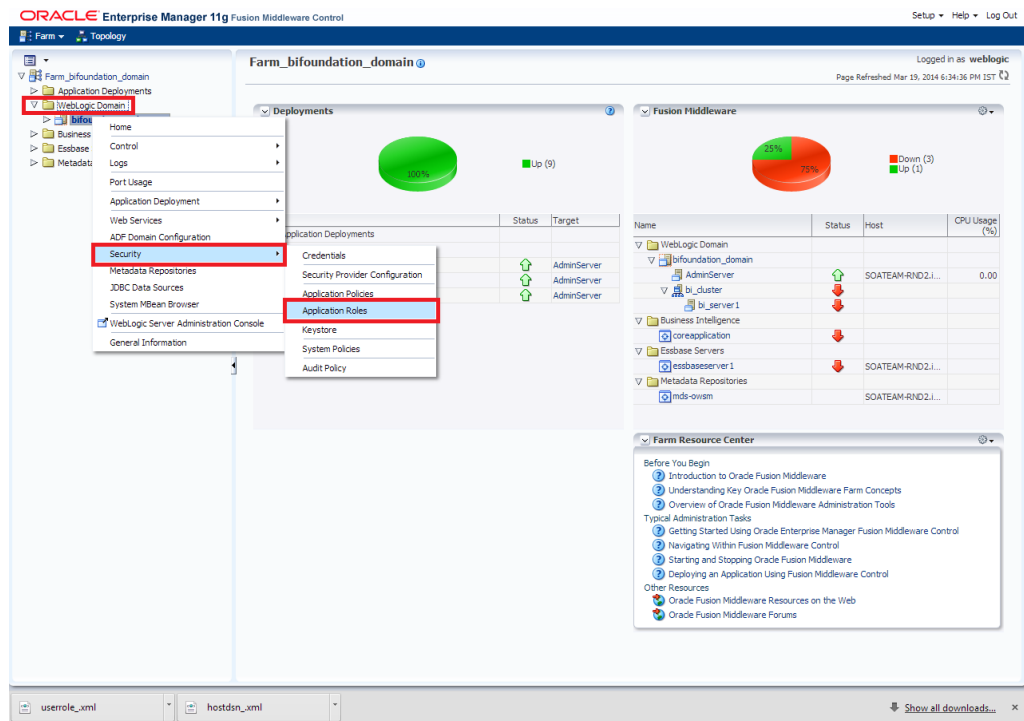 ORACLE Enterprise Manager 11g Fusion Middleware Control
Setup Help Log Out
Farm Topology
Farm_bifoundation_domain
Application Deployments
WebLogic Domain
bifou
Business
Essbase
Metadata
Home
Control
Logs
Port Usage
Application Deployment
Web Services
ADF Domain Configuration
Security
Metadata Repositories
JDBC Data Sources
System MBean Browser
WebLogic Server Administration Console
General Information
Credentials
Security Provider Configuration
Application Policies
Application Roles
Keystore
System Policies
Audit Policy
Farm_bifoundation_domain
Logged in as weblogic
Page Refreshed Mar 19, 2014 6:34:36 PM IST
Deployments
100%
Up (9)
Status Target
Application Deployments
AdminServer
AdminServer
AdminServer
Fusion Middleware
25%
75%
Down (3)
Up (1)
Name Status Host CPU Usage (%)
WebLogic Domain
bifoundation_domain
AdminServer SOATEAM-RND2.i... 0.00
bi_cluster
bi_server1
Business Intelligence
coreapplication
Essbase Servers
essbaseserver1 SOATEAM-RND2.i...
Metadata Repositories
mds-owsm SOATEAM-RND2.i...
Farm Resource Center
Before You Begin
Introduction to Oracle Fusion Middleware
Understanding Key Oracle Fusion Middleware Farm Concepts
Overview of Oracle Fusion Middleware Administration Tools
Typical Administration Tasks
Getting Started Using Oracle Enterprise Manager Fusion Middleware Control
Navigating Within Fusion Middleware Control
Starting and Stopping Oracle Fusion Middleware
Deploying an Application Using Fusion Middleware Control
Other Resources
Oracle Fusion Middleware Resources on the Web
Oracle Fusion Middleware Forums
userrole_.xml
hostdsn_.xml
Show all downloads...